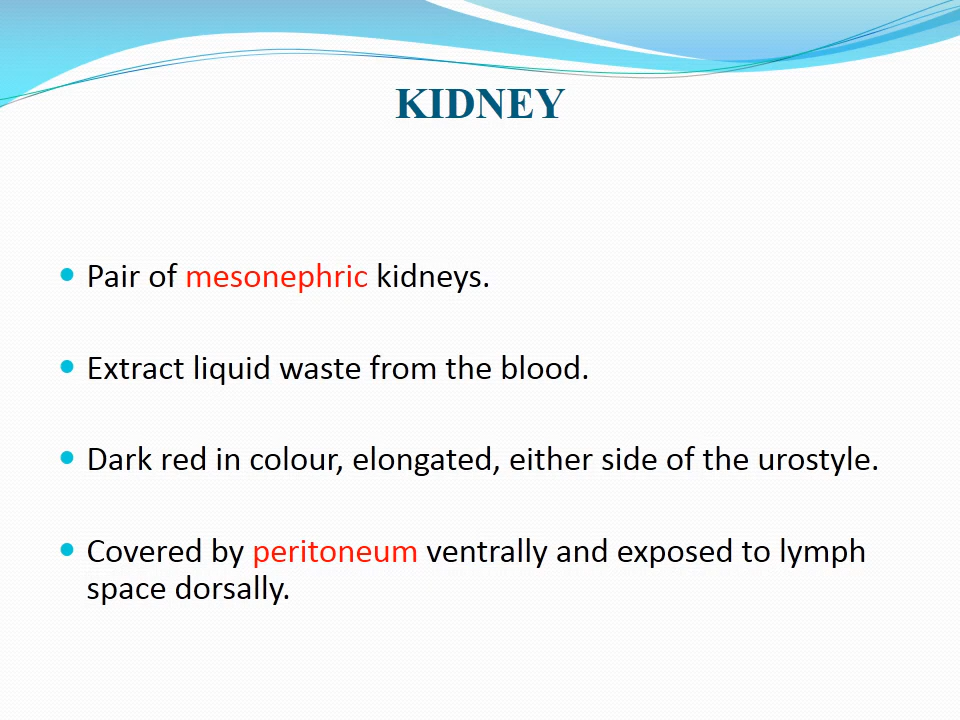 KIDNEY
• Pair of mesonephric kidneys.
• Extract liquid waste from the blood.
• Dark red in colour, elongated, either side of the urostyle.
• Covered by peritoneum ventrally and exposed to lymph
space dorsally.